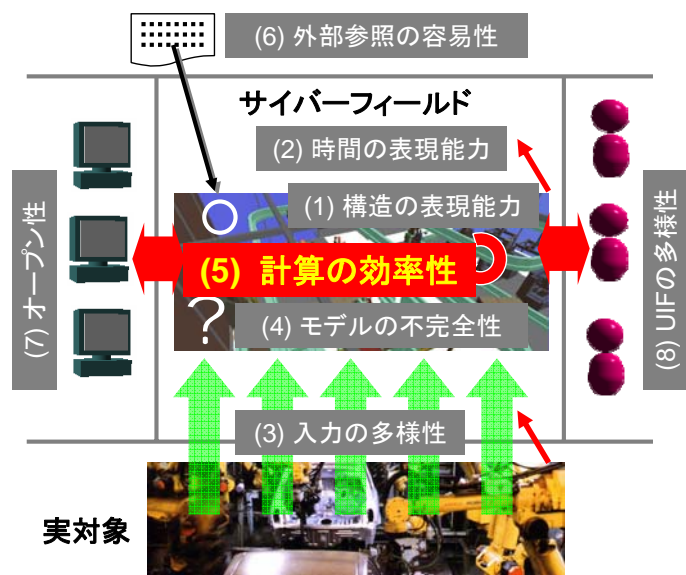 (6) 外部参照の容易性
サイバーフィールド
(2) 時間の表現能力
(1) 構造の表現能力
(7) オープン性
(5) 計算の効率性
(8) UIFの多様性
?
(4) モデルの不完全性
(3) 入力の多様性
実対象